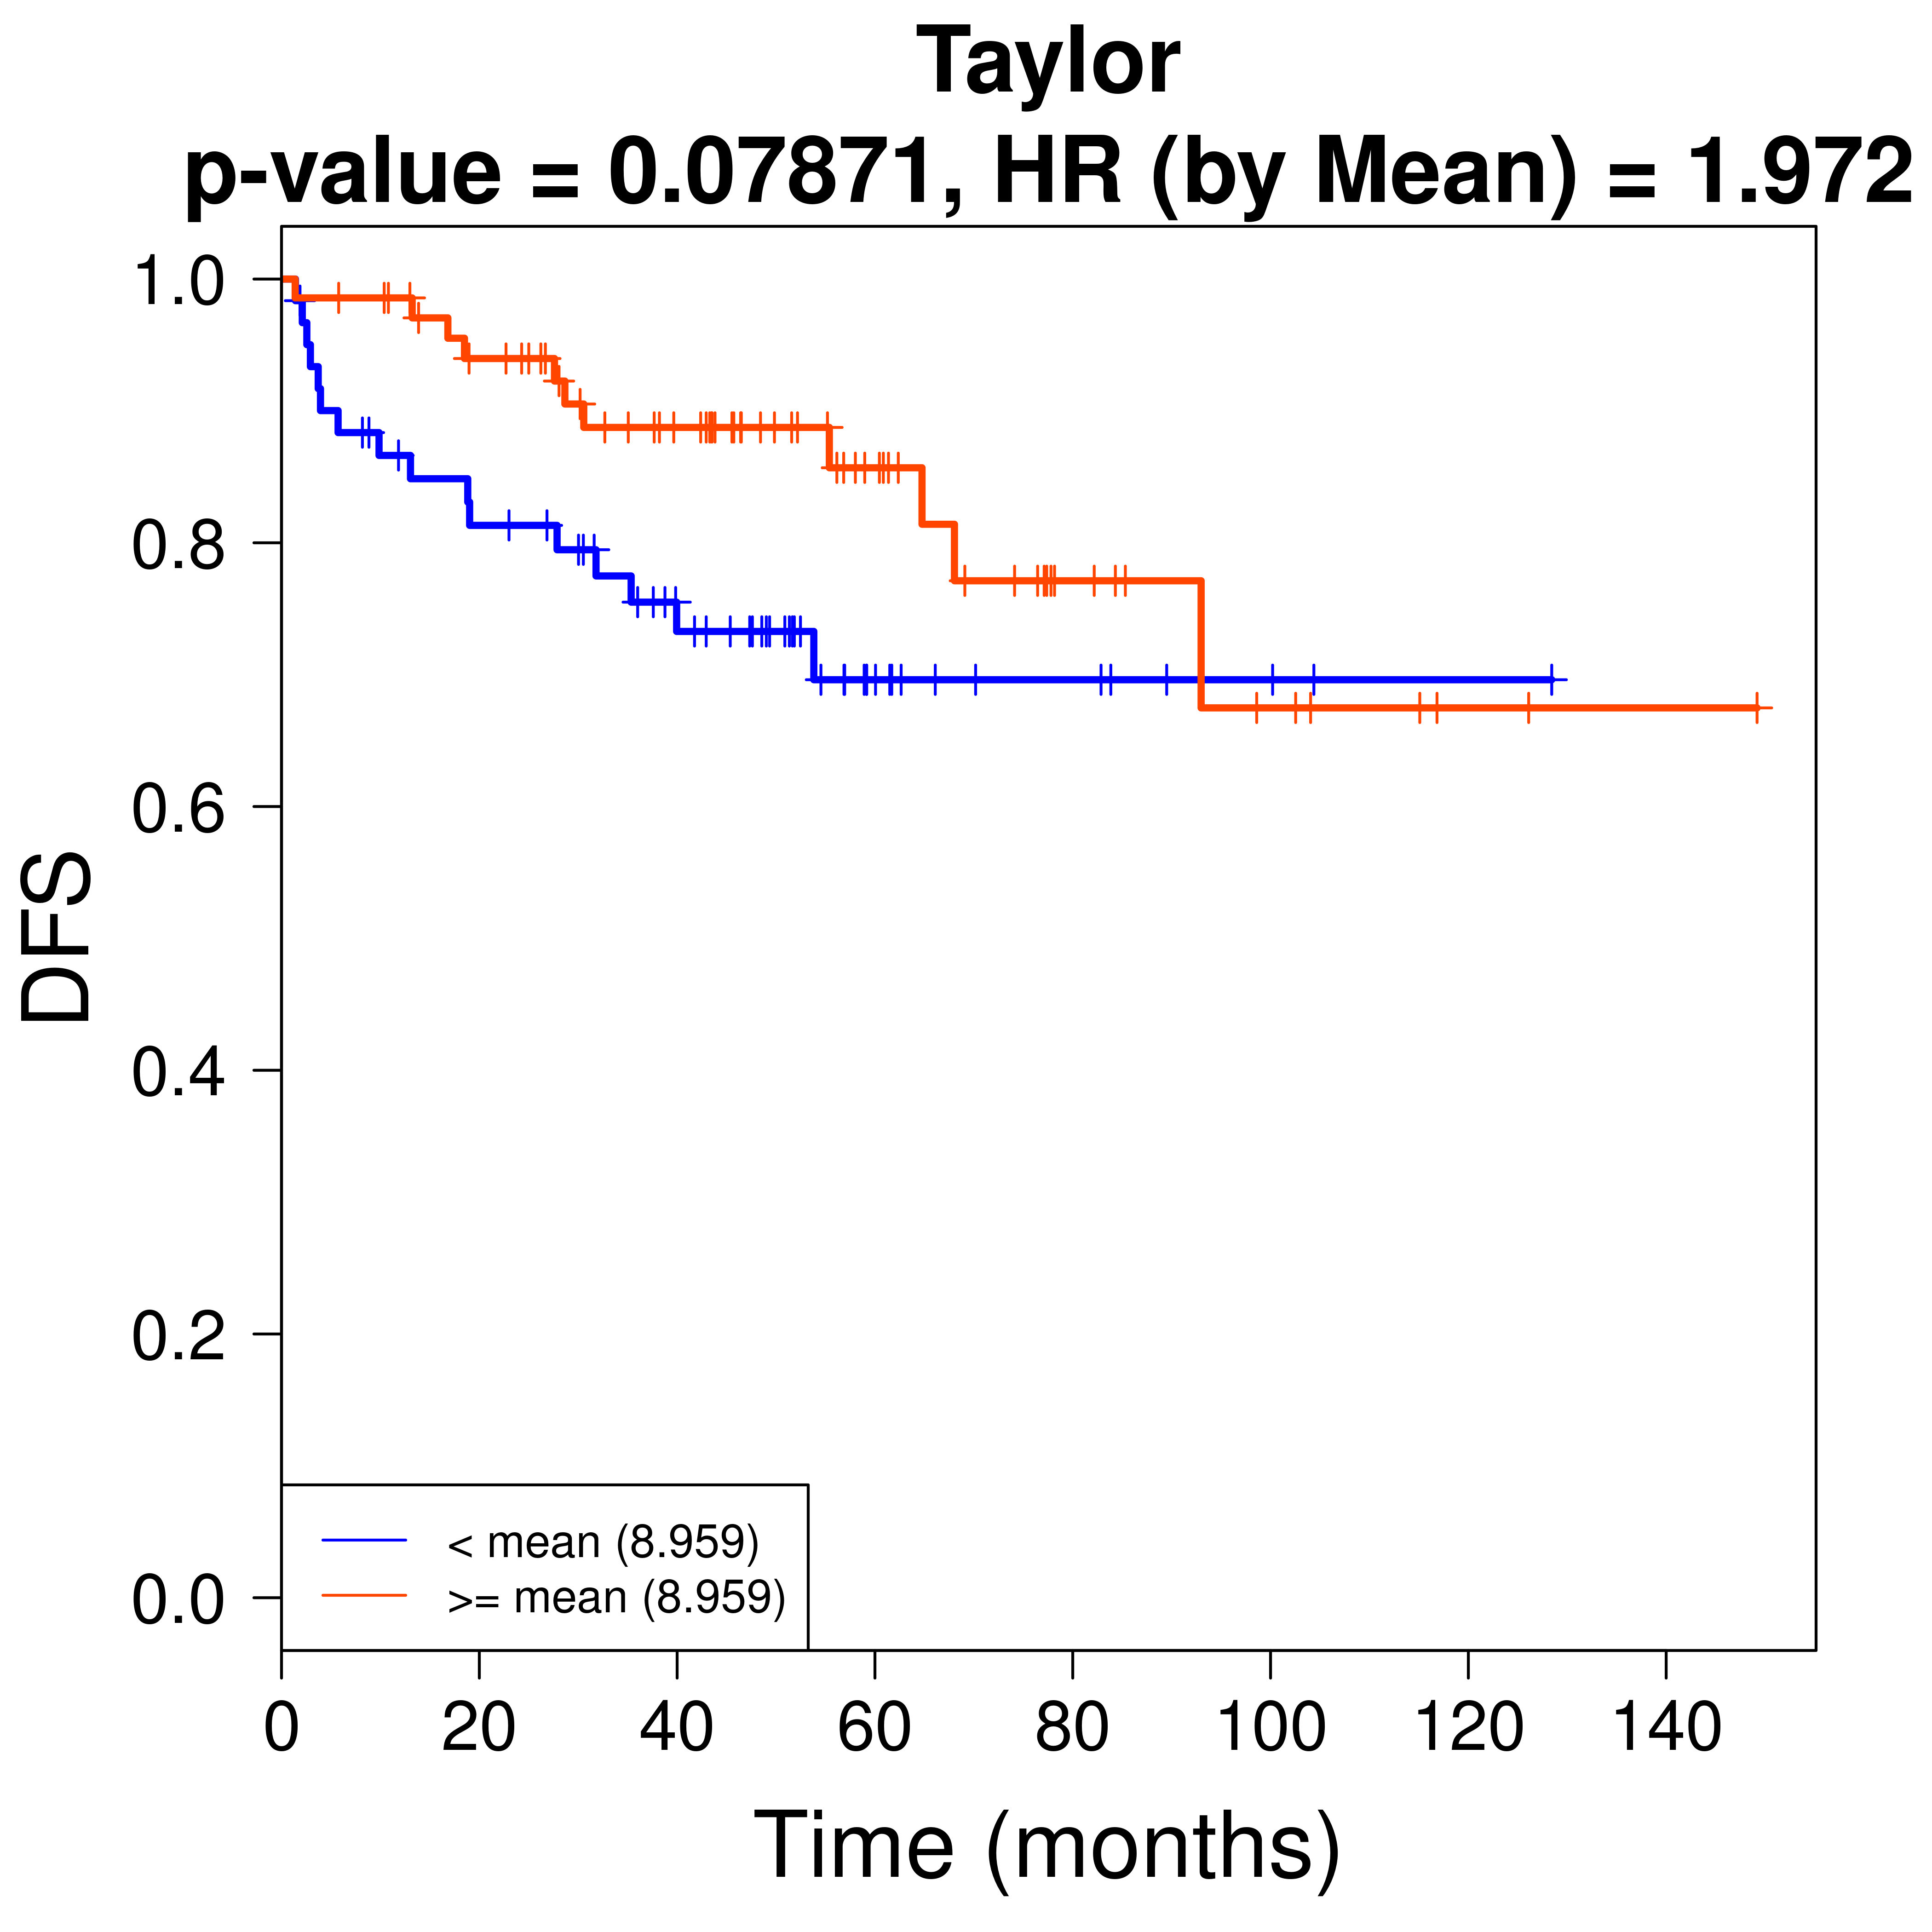 Taylor
p-value = 0.07871, HR (by Mean) = 1.972
1.0
0.8
0.6
0.4
0.2
0.0
DFS
< mean (8.959)
>= mean (8.959)
0 20 40 60 80 100 120 140
Time (months)